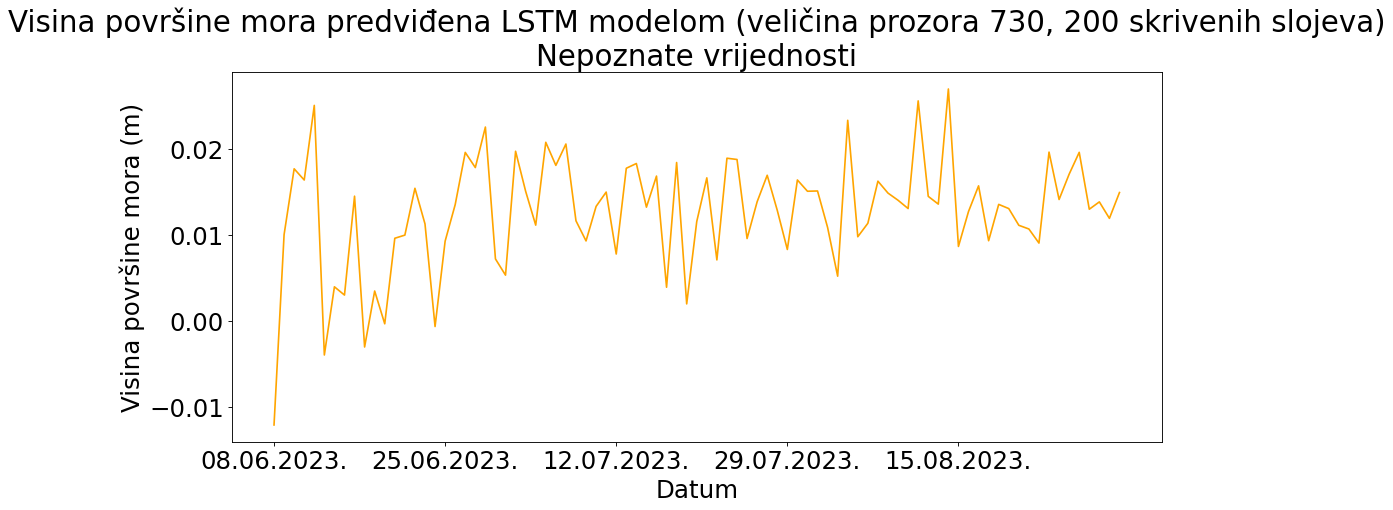 Visina površine mora predviđena LSTM modelom (veličina prozora 730, 200 skrivenih slojeva)
Nepoznate vrijednosti
Visina površine mora (m)
0.02
0.01
0.00
−0.01
08.06.2023.
25.06.2023.
12.07.2023.
29.07.2023.
15.08.2023.
Datum